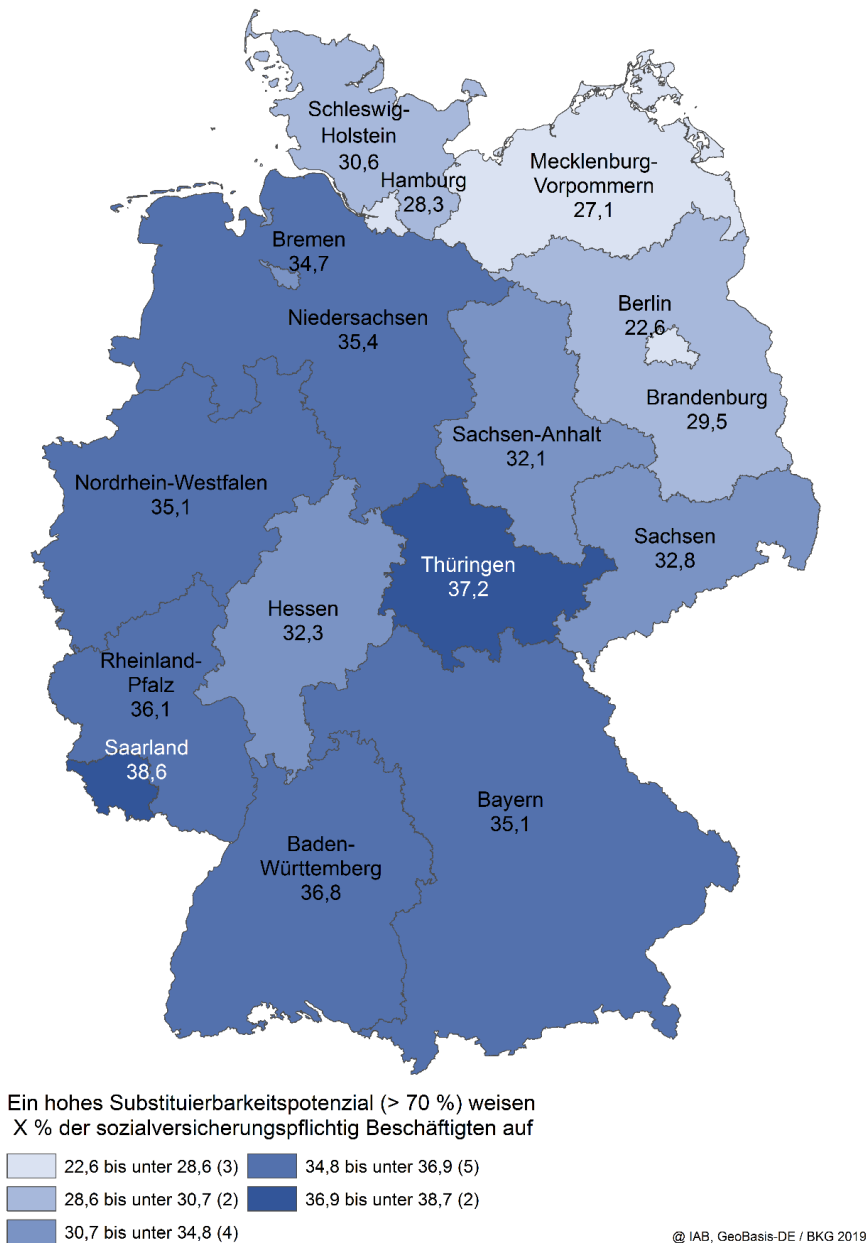 Schleswig-
Holstein
30,6
Hamburg
28,3
Mecklenburg-
Vorpommern
27,1
Bremen
34,7
Niedersachsen
35,4
Berlin
22,6
Brandenburg
29,5
Sachsen-Anhalt
32,1
Nordrhein-Westfalen
35,1
Sachsen
32,8
Thüringen
37,2
Hessen
32,3
Rheinland-
Pfalz
36,1
Saarland
38,6
Bayern
35,1
Baden-
Württemberg
36,8
Ein hohes Substituierbarkeitspotenzial (> 70 %) weisen
X % der sozialversicherungspflichtig Beschäftigten auf
22,6 bis unter 28,6 (3)
28,6 bis unter 30,7 (2)
30,7 bis unter 34,8 (4)
34,8 bis unter 36,9 (5)
36,9 bis unter 38,7 (2)
@ IAB, GeoBasis-DE / BKG 2019